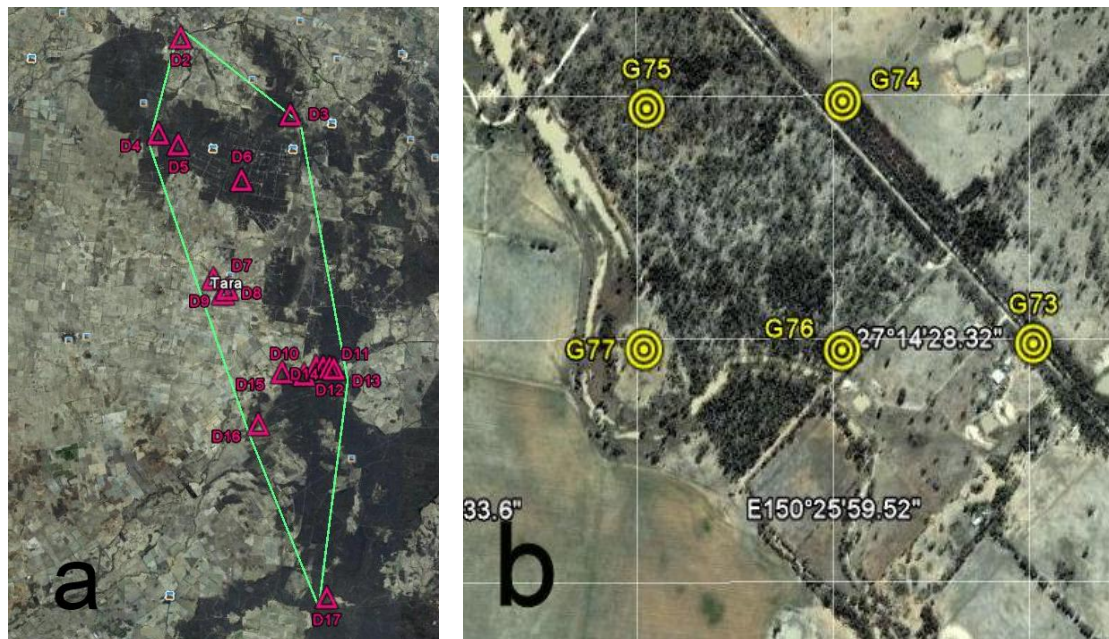 D2
D3
D4
D5
D6
D7
Tara
D8
D9
D10
D11
D14
D12
D13
D15
D16
D17
a
G75
G74
G73
G76
27°14'28.32"
G77
33.6"
E150°25'59.52"
b